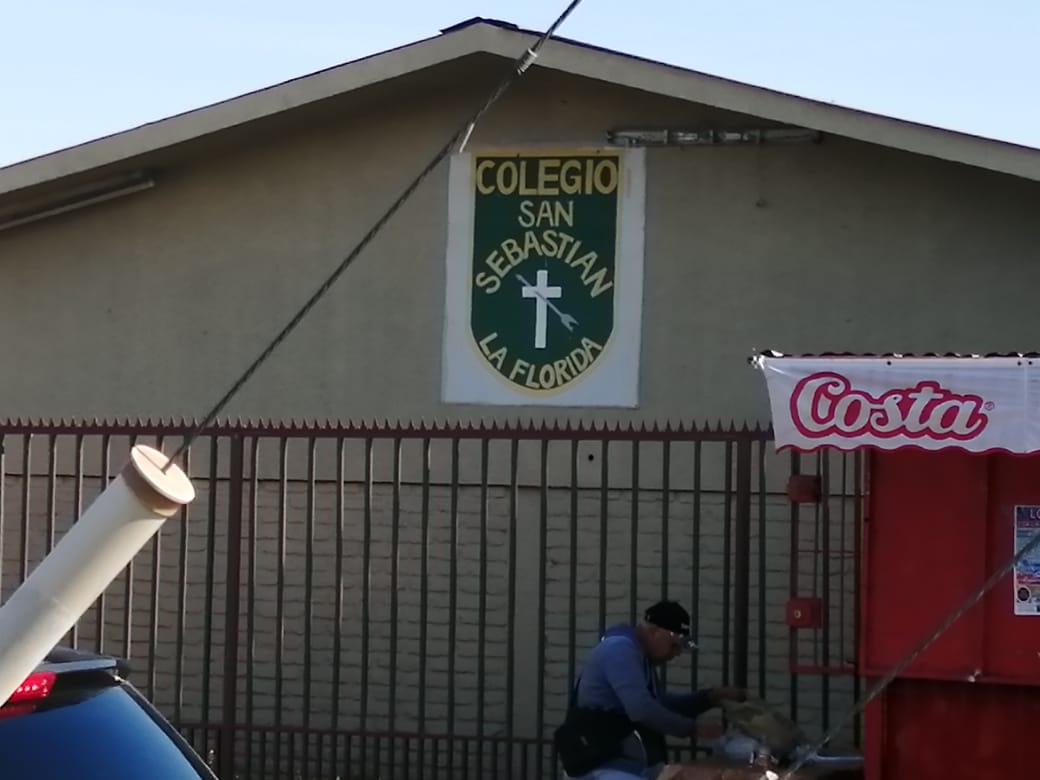 COLEGIO
SAN
SEBASTIAN
LA FLORIDA
Costa®